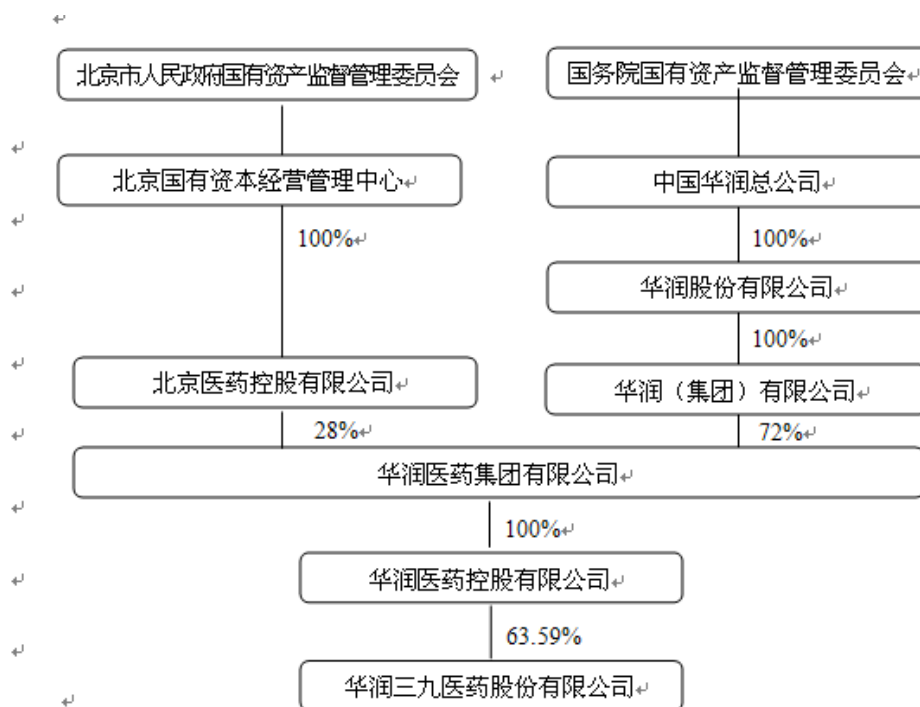 北京市人民政府国有资产监督管理委员会
国务院国有资产监督管理委员会
北京国有资本经营管理中心
中国华润总公司
100%
100%
华润股份有限公司
100%
北京医药控股有限公司
华润（集团）有限公司
28%
72%
华润医药集团有限公司
100%
华润医药控股有限公司
63.59%
华润三九医药股份有限公司